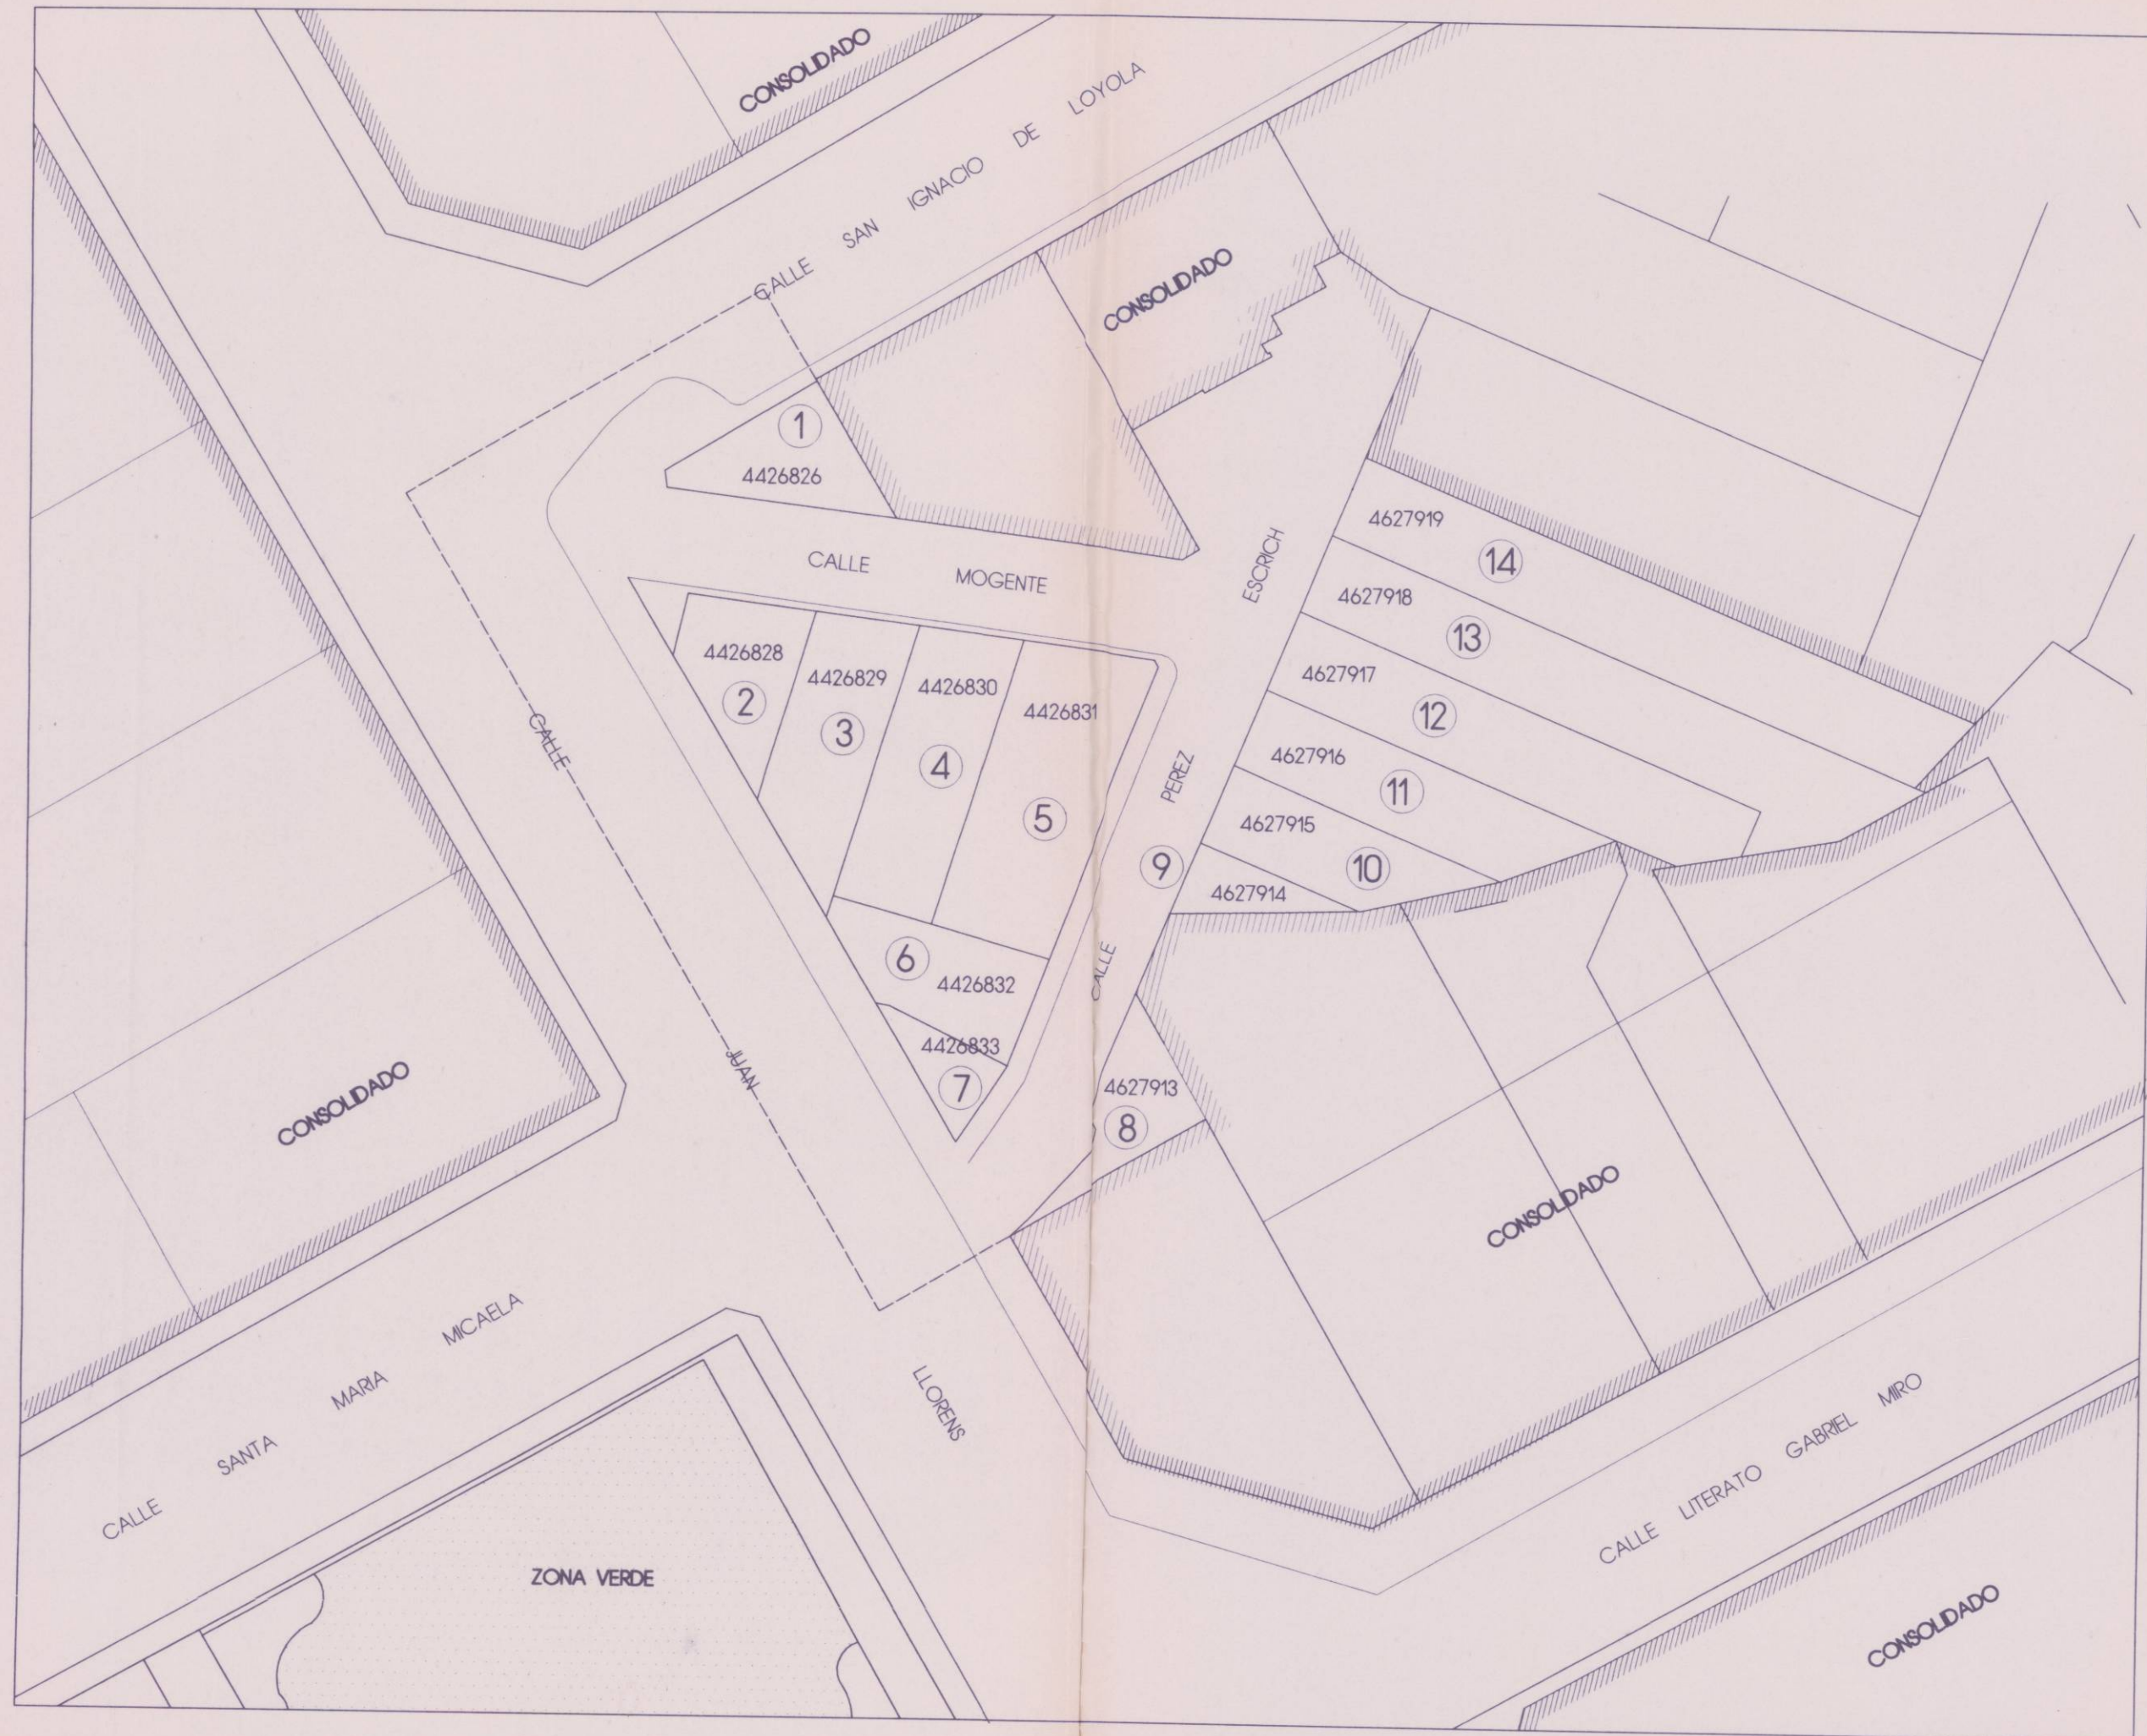 CONSOLIDADO
CALLE SAN IGNACIO DE LOYOLA
CONSOLIDADO
1
4426826
CALLE MOGENTE
4426828
2
4426829
3
4426830
4
4426831
5
6
4426832
4426833
7
4627913
8
CALLE PEREZ ESCRICH
4627919
14
4627918
13
4627917
12
4627916
11
4627915
10
9
4627914
CALLE JUAN LLORENS
CONSOLIDADO
CONSOLIDADO
CALLE SANTA MARIA MICAELA
ZONA VERDE
CALLE LITERATO GABRIEL MIRO
CONSOLIDADO